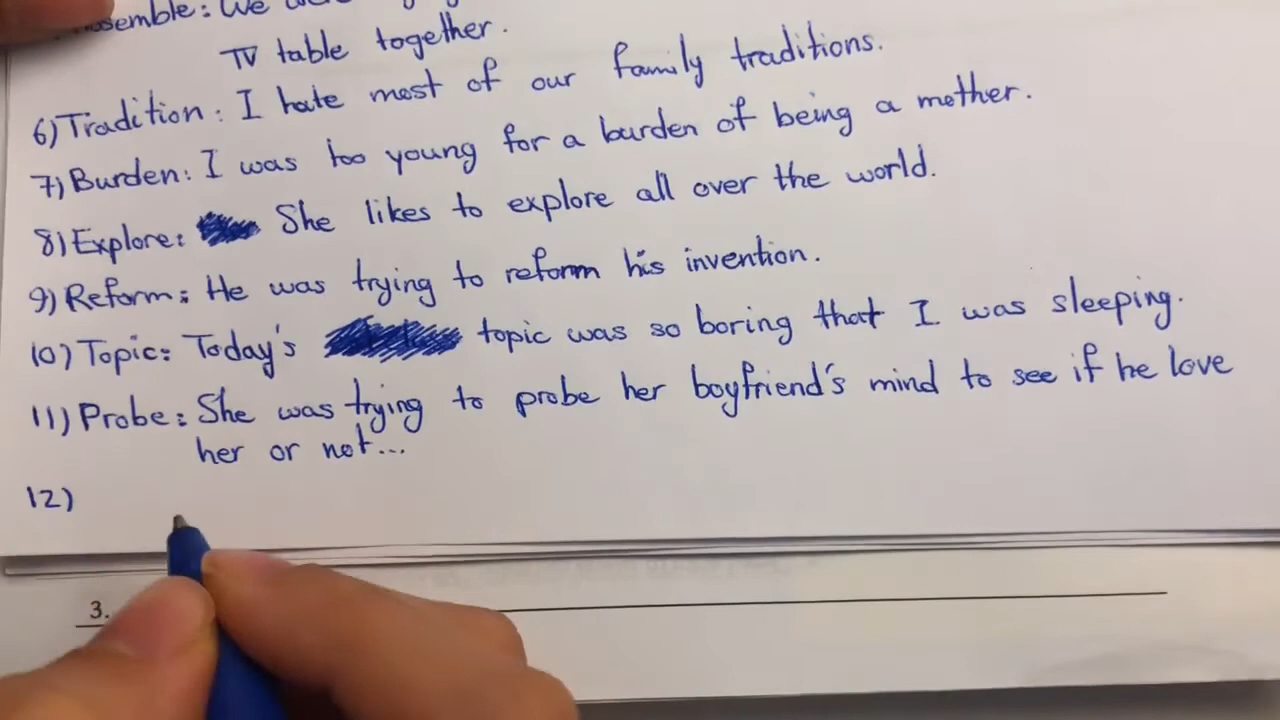 We
TV table together.
6) Tradition: I hate most of our family traditions.
7) Burden: I was too young for a burden of being a mother.
8) Explore: She likes to explore all over the world.
9) Reform: He was trying to reform his invention.
10) Topic: Today's topic was so boring that I was sleeping.
11) Probe: She was trying to probe her boyfriend's mind to see if he love
her or not...
12)
3.